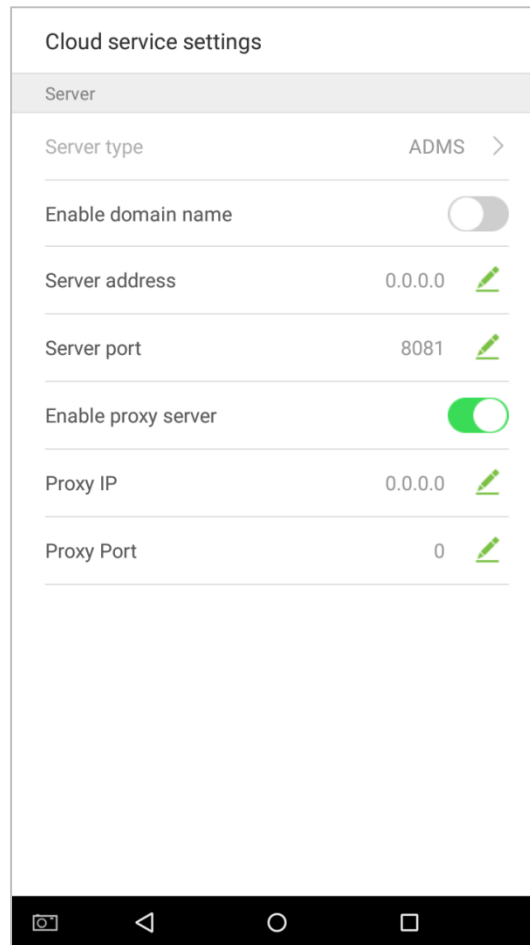 Cloud service settings
Server
Server type ADMS
Enable domain name
Server address 0.0.0.0
Server port 8081
Enable proxy server
Proxy IP 0.0.0.0
Proxy Port 0